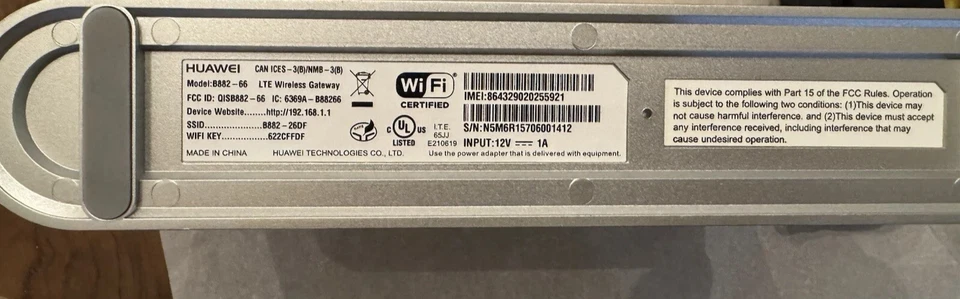 HUAWEI CAN ICES-3(B)/NMB-3(B)
Model:B882-66 LTE Wireless Gateway
FCC ID: QISB882-66 IC: 6369A-B88266
Device Website.......http://192.168.1.1
SSID......................B882-26DF
WIFI KEY...................622CFFDF
MADE IN CHINA HUAWEI TECHNOLOGIES CO., LTD.
Wi Fi
CERTIFIED
C UL US
LISTED
I.T.E.
65JJ
E210619
IMEI:864329020255921
S/N:N5M6R15706001412
INPUT:12V 1A
Use the power adapter that is delivered with equipment.
This device complies with Part 15 of the FCC Rules. Operation
is subject to the following two conditions: (1)This device may
not cause harmful interference. and (2)This device must accept
any interference received, including interference that may
cause undesired operation.